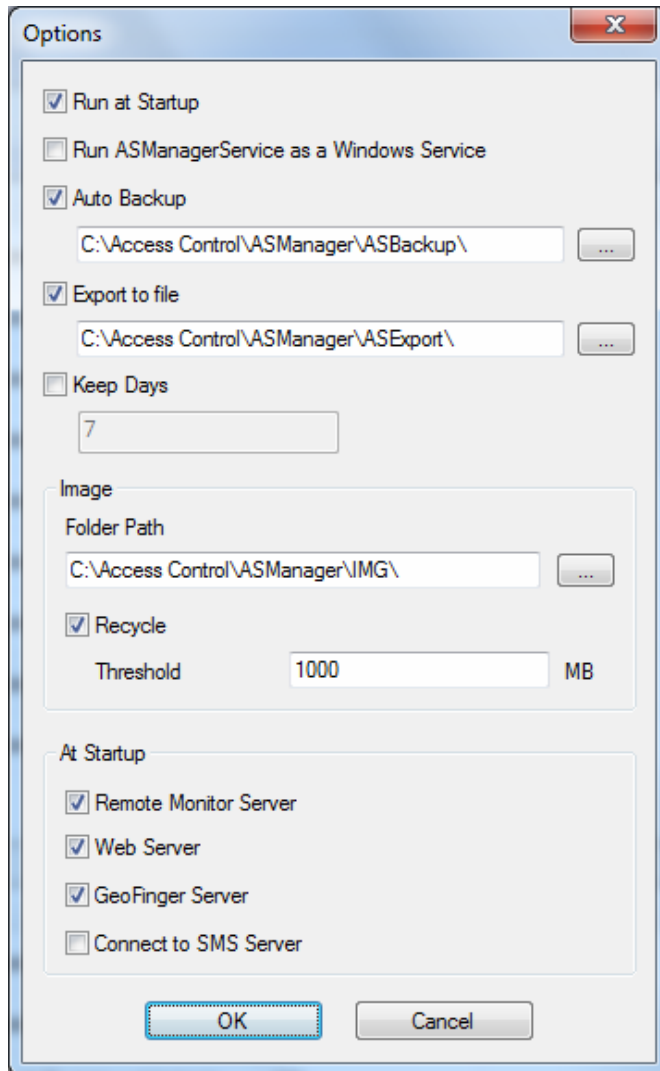 Options
Run at Startup
Run ASManagerService as a Windows Service
Auto Backup
C:\Access Control\ASManager\ASBackup\
...
Export to file
C:\Access Control\ASManager\ASExport\
...
Keep Days
7
Image
Folder Path
C:\Access Control\ASManager\IMG\
...
Recycle
Threshold 1000 MB
At Startup
Remote Monitor Server
Web Server
GeoFinger Server
Connect to SMS Server
OK Cancel